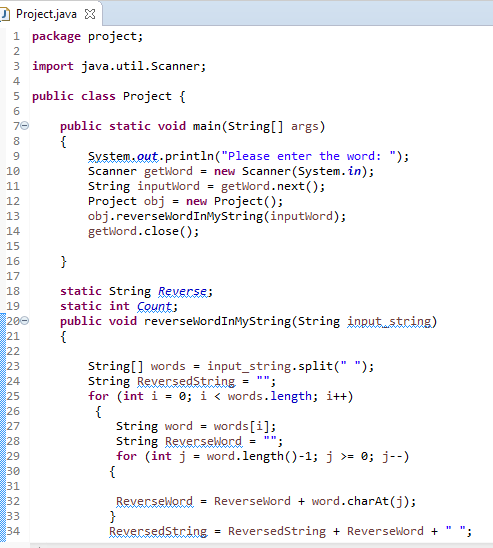 Project.java
1 package project;
2
3 import java.util.Scanner;
4
5 public class Project {
6
7 public static void main(String[] args)
8 {
9 System.out.println("Please enter the word: ");
10 Scanner getWord = new Scanner(System.in);
11 String inputWord = getWord.next();
12 Project obj = new Project();
13 obj.reverseWordInMyString(inputWord);
14 getWord.close();
15
16 }
17
18 static String Reverse;
19 static int Count;
20 public void reverseWordInMyString(String input_string)
21 {
22
23 String[] words = input_string.split(" ");
24 String ReversedString = "";
25 for (int i = 0; i < words.length; i++)
26 {
27 String word = words[i];
28 String ReverseWord = "";
29 for (int j = word.length()-1; j >= 0; j--)
30 {
31
32 ReverseWord = ReverseWord + word.charAt(j);
33 }
34 ReversedString = ReversedString + ReverseWord + " ";